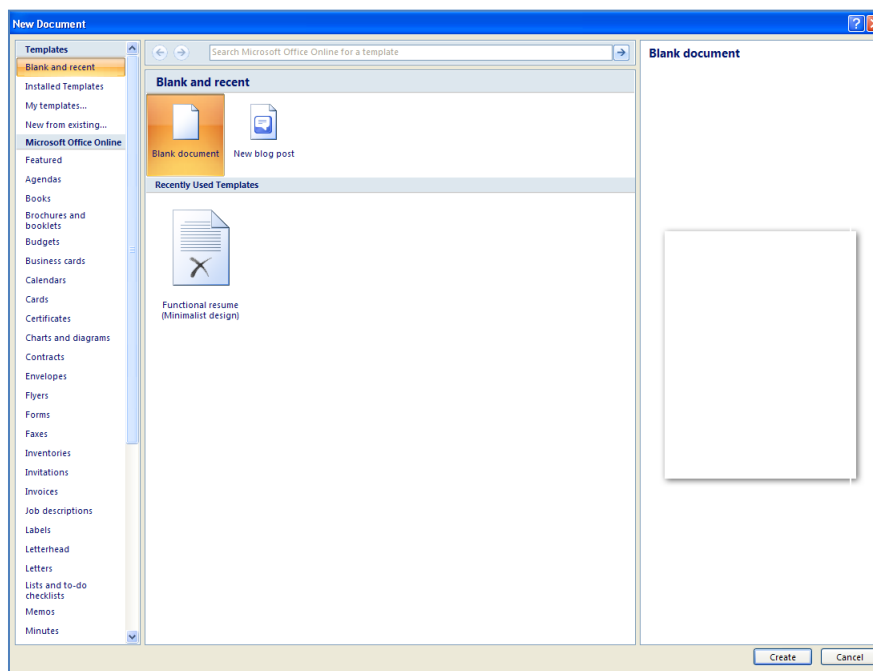 New Document
?
Templates
Blank and recent
Installed Templates
My templates...
New from existing...
Microsoft Office Online
Featured
Agendas
Books
Brochures and
booklets
Budgets
Business cards
Calendars
Cards
Certificates
Charts and diagrams
Contracts
Envelopes
Flyers
Forms
Faxes
Inventories
Invitations
Invoices
Job descriptions
Labels
Letterhead
Letters
Lists and to-do
checklists
Memos
Minutes
Search Microsoft Office Online for a template
Blank and recent
Blank document
New blog post
Recently Used Templates
Functional resume
(Minimalist design)
Blank document
Create
Cancel